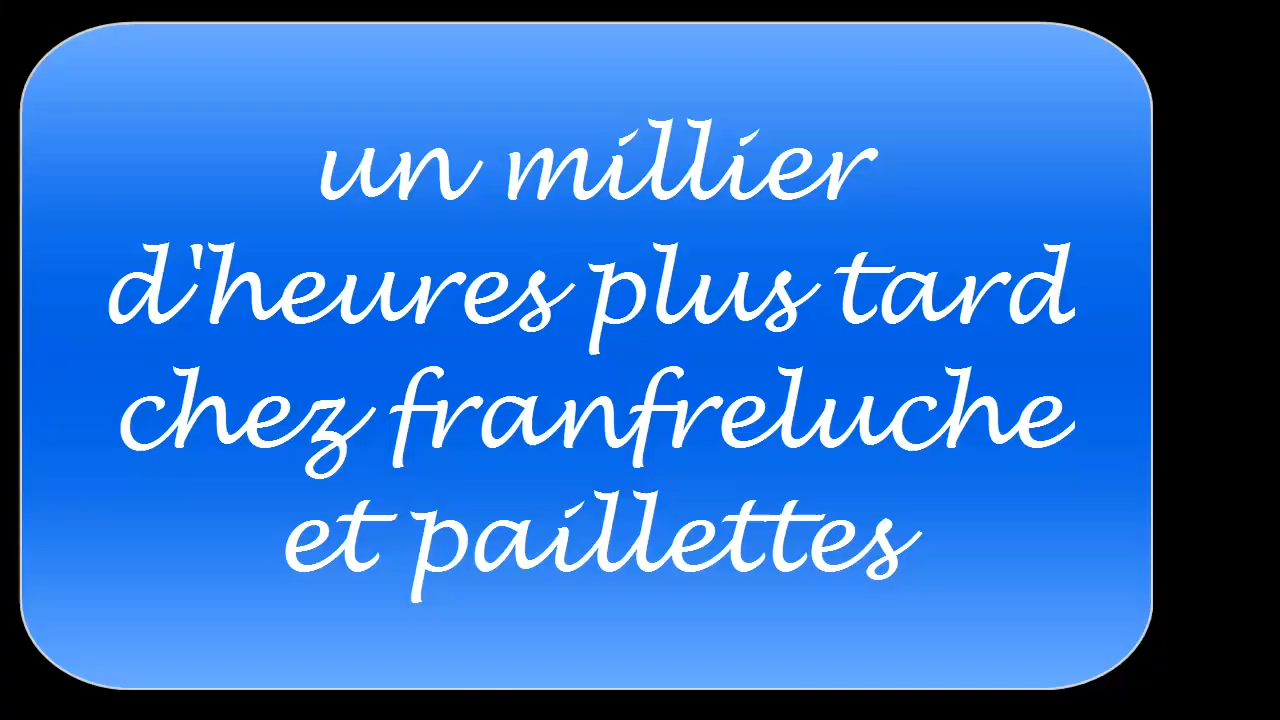 un millier
d'heures plus tard
chez franfreluche
et paillettes